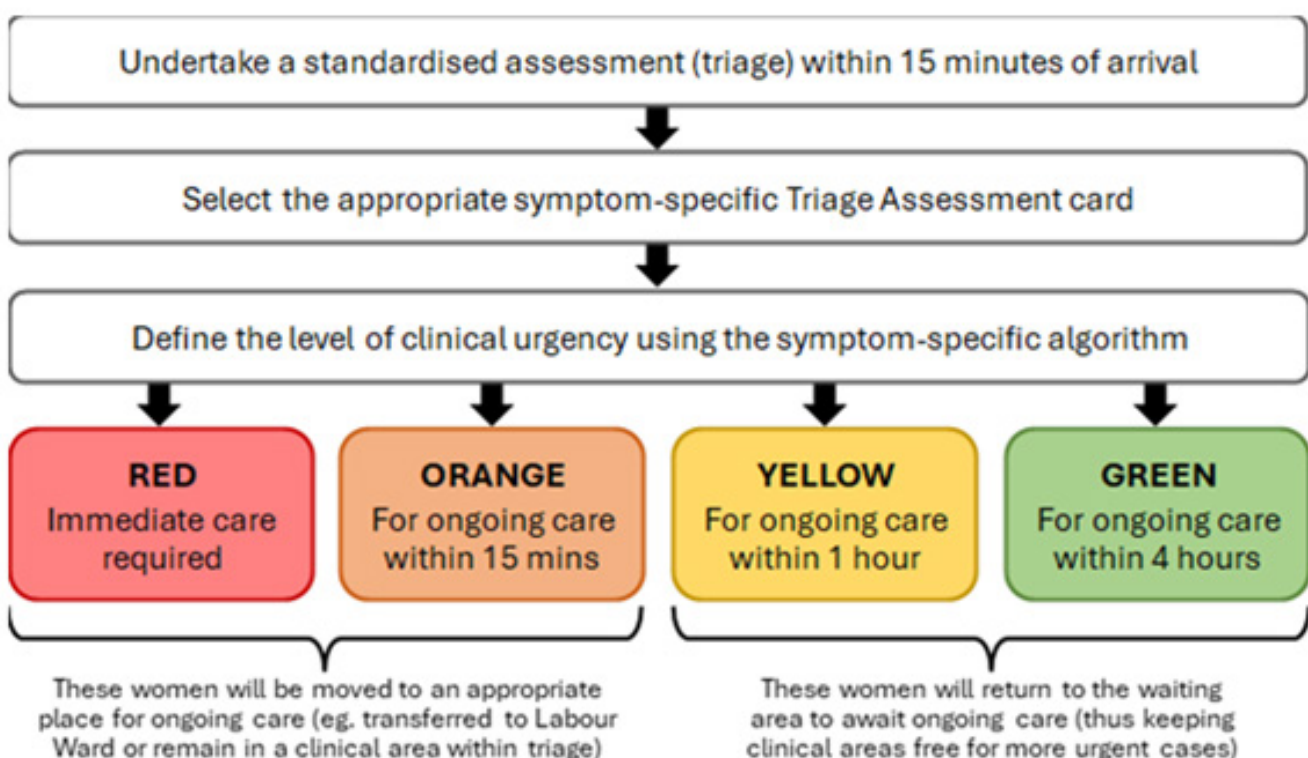 Undertake a standardised assessment (triage) within 15 minutes of arrival
Select the appropriate symptom-specific Triage Assessment card
Define the level of clinical urgency using the symptom-specific algorithm
RED
Immediate care
required
ORANGE
For ongoing care
within 15 mins
YELLOW
For ongoing care
within 1 hour
GREEN
For ongoing care
within 4 hours
These women will be moved to an appropriate
place for ongoing care (eg. transferred to Labour
Ward or remain in a clinical area within triage)
These women will return to the waiting
area to await ongoing care (thus keeping
clinical areas free for more urgent cases)